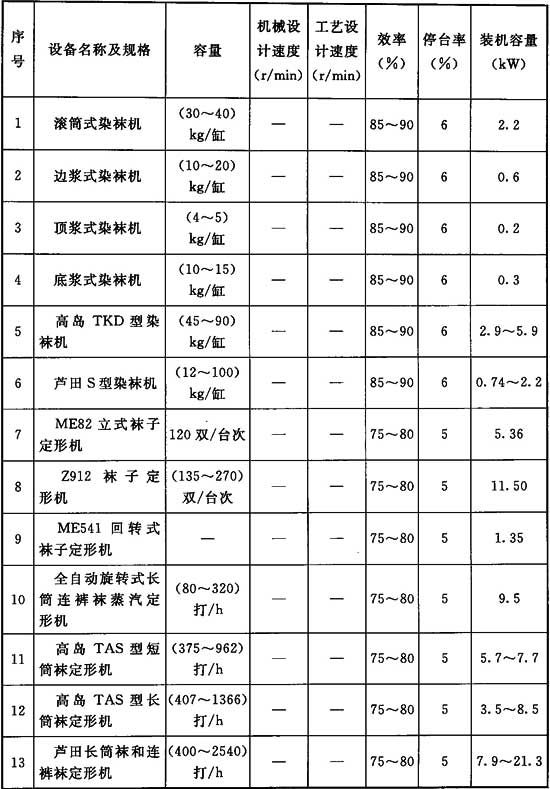 序号 设备名称及规格 容量 机械设计速度(r/min) 工艺设计速度(r/min) 效率(%) 停台率(%) 装机容量(kW)
1 滚筒式染袜机 (30～40)kg/缸 — — 85～90 6 2.2
2 边浆式染袜机 (10～20)kg/缸 — — 85～90 6 0.6
3 顶浆式染袜机 (4～5)kg/缸 — — 85～90 6 0.2
4 底浆式染袜机 (10～15)kg/缸 — — 85～90 6 0.3
5 高岛 TKD 型染袜机 (45～90)kg/缸 — — 85～90 6 2.9～5.9
6 芦田 S 型染袜机 (12～100)kg/缸 — — 85～90 6 0.74～2.2
7 ME82 立式袜子定形机 120 双/台次 — — 75～80 5 5.36
8 Z912 袜子定形机 (135～270)双/台次 — — 75～80 5 11.50
9 ME541 回转式袜子定形机 — — — 75～80 5 1.35
10 全自动旋转式长筒连裤袜蒸汽定形机 (80～320)打/h — — 75～80 5 9.5
11 高岛 TAS 型短筒袜定形机 (375～962)打/h — — 75～80 5 5.7～7.7
12 高岛 TAS 型长筒袜定形机 (407～1366)打/h — — 75～80 5 3.5～8.5
13 芦田长筒袜和连裤袜定形机 (400～2540)打/h — — 75～80 5 7.9～21.3